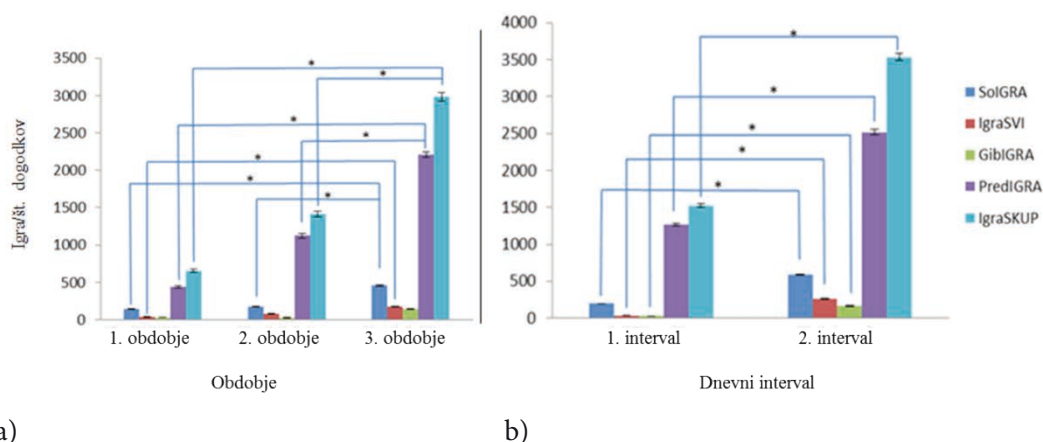 Igra/št. dogodkov
3500
3000
2500
2000
1500
1000
500
0
* *
* *
*
* *
1. obdobje 2. obdobje 3. obdobje
Obdobje
a)
4000
3500
3000
2500
2000
1500
1000
500
0
*
*
*
*
*
1. interval 2. interval
Dnevni interval
b)
SolGRA
IgraSVI
GibIGRA
PredIGRA
IgraSKUP